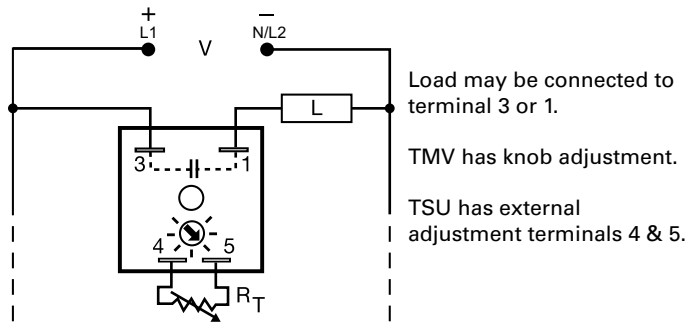 + –
L1 V N/L2
L
Load may be connected to
terminal 3 or 1.
3 1
TMV has knob adjustment.
TSU has external
adjustment terminals 4 & 5.
4 5
RT